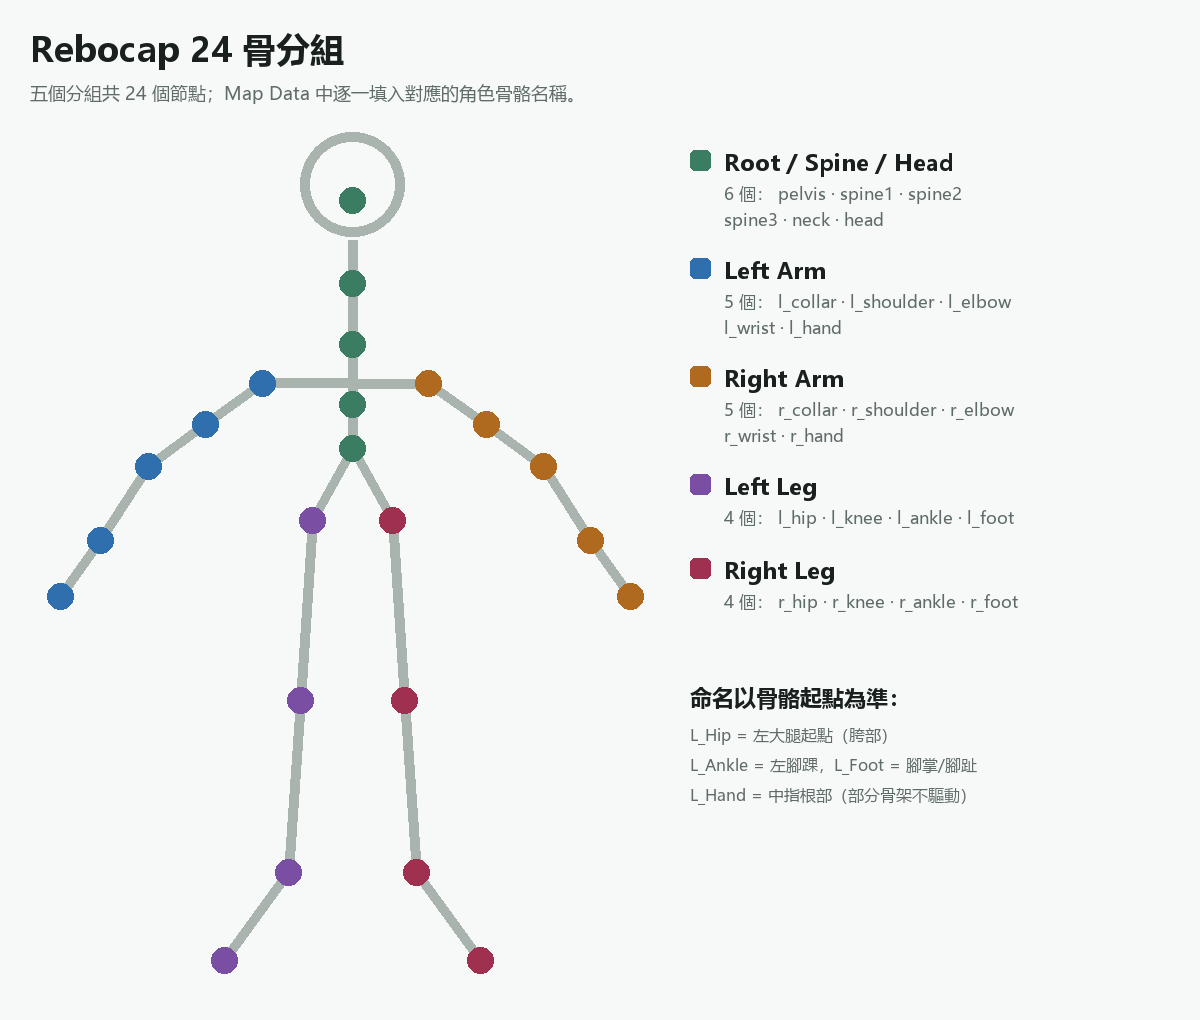 Rebocap 24 骨分組
五個分組共 24 個節點；Map Data 中逐一填入對應的角色骨骼名稱。
Root / Spine / Head
6 個： pelvis · spine1 · spine2
spine3 · neck · head
Left Arm
5 個： l_collar · l_shoulder · l_elbow
l_wrist · l_hand
Right Arm
5 個： r_collar · r_shoulder · r_elbow
r_wrist · r_hand
Left Leg
4 個： l_hip · l_knee · l_ankle · l_foot
Right Leg
4 個： r_hip · r_knee · r_ankle · r_foot
命名以骨骼起點為準：
L_Hip = 左大腿起點（胯部）
L_Ankle = 左腳踝，L_Foot = 腳掌/腳趾
L_Hand = 中指根部（部分骨架不驅動）